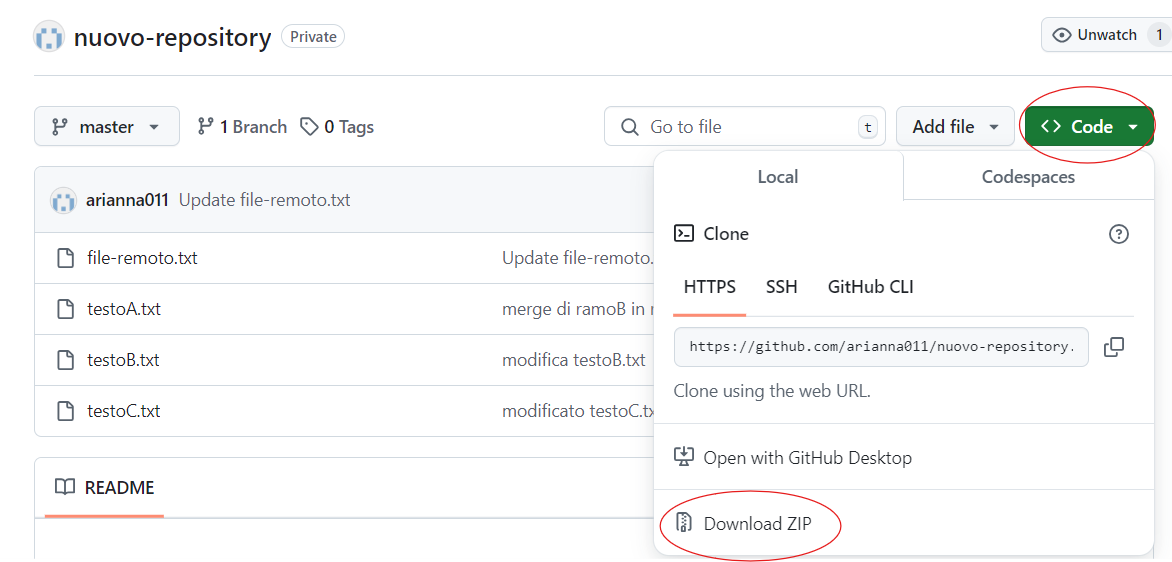 nuovo-repository Private Unwatch 1
master 1 Branch 0 Tags Go to file t Add file Code
Local Codespaces
arianna011 Update file-remoto.txt
Clone
file-remoto.txt Update file-remoto.
HTTPS SSH GitHub CLI
testoA.txt merge di ramoB in
https://github.com/arianna011/nuovo-repository.
testoB.txt modifica testoB.txt
Clone using the web URL.
testoC.txt modificato testoC.tx
Open with GitHub Desktop
README
Download ZIP